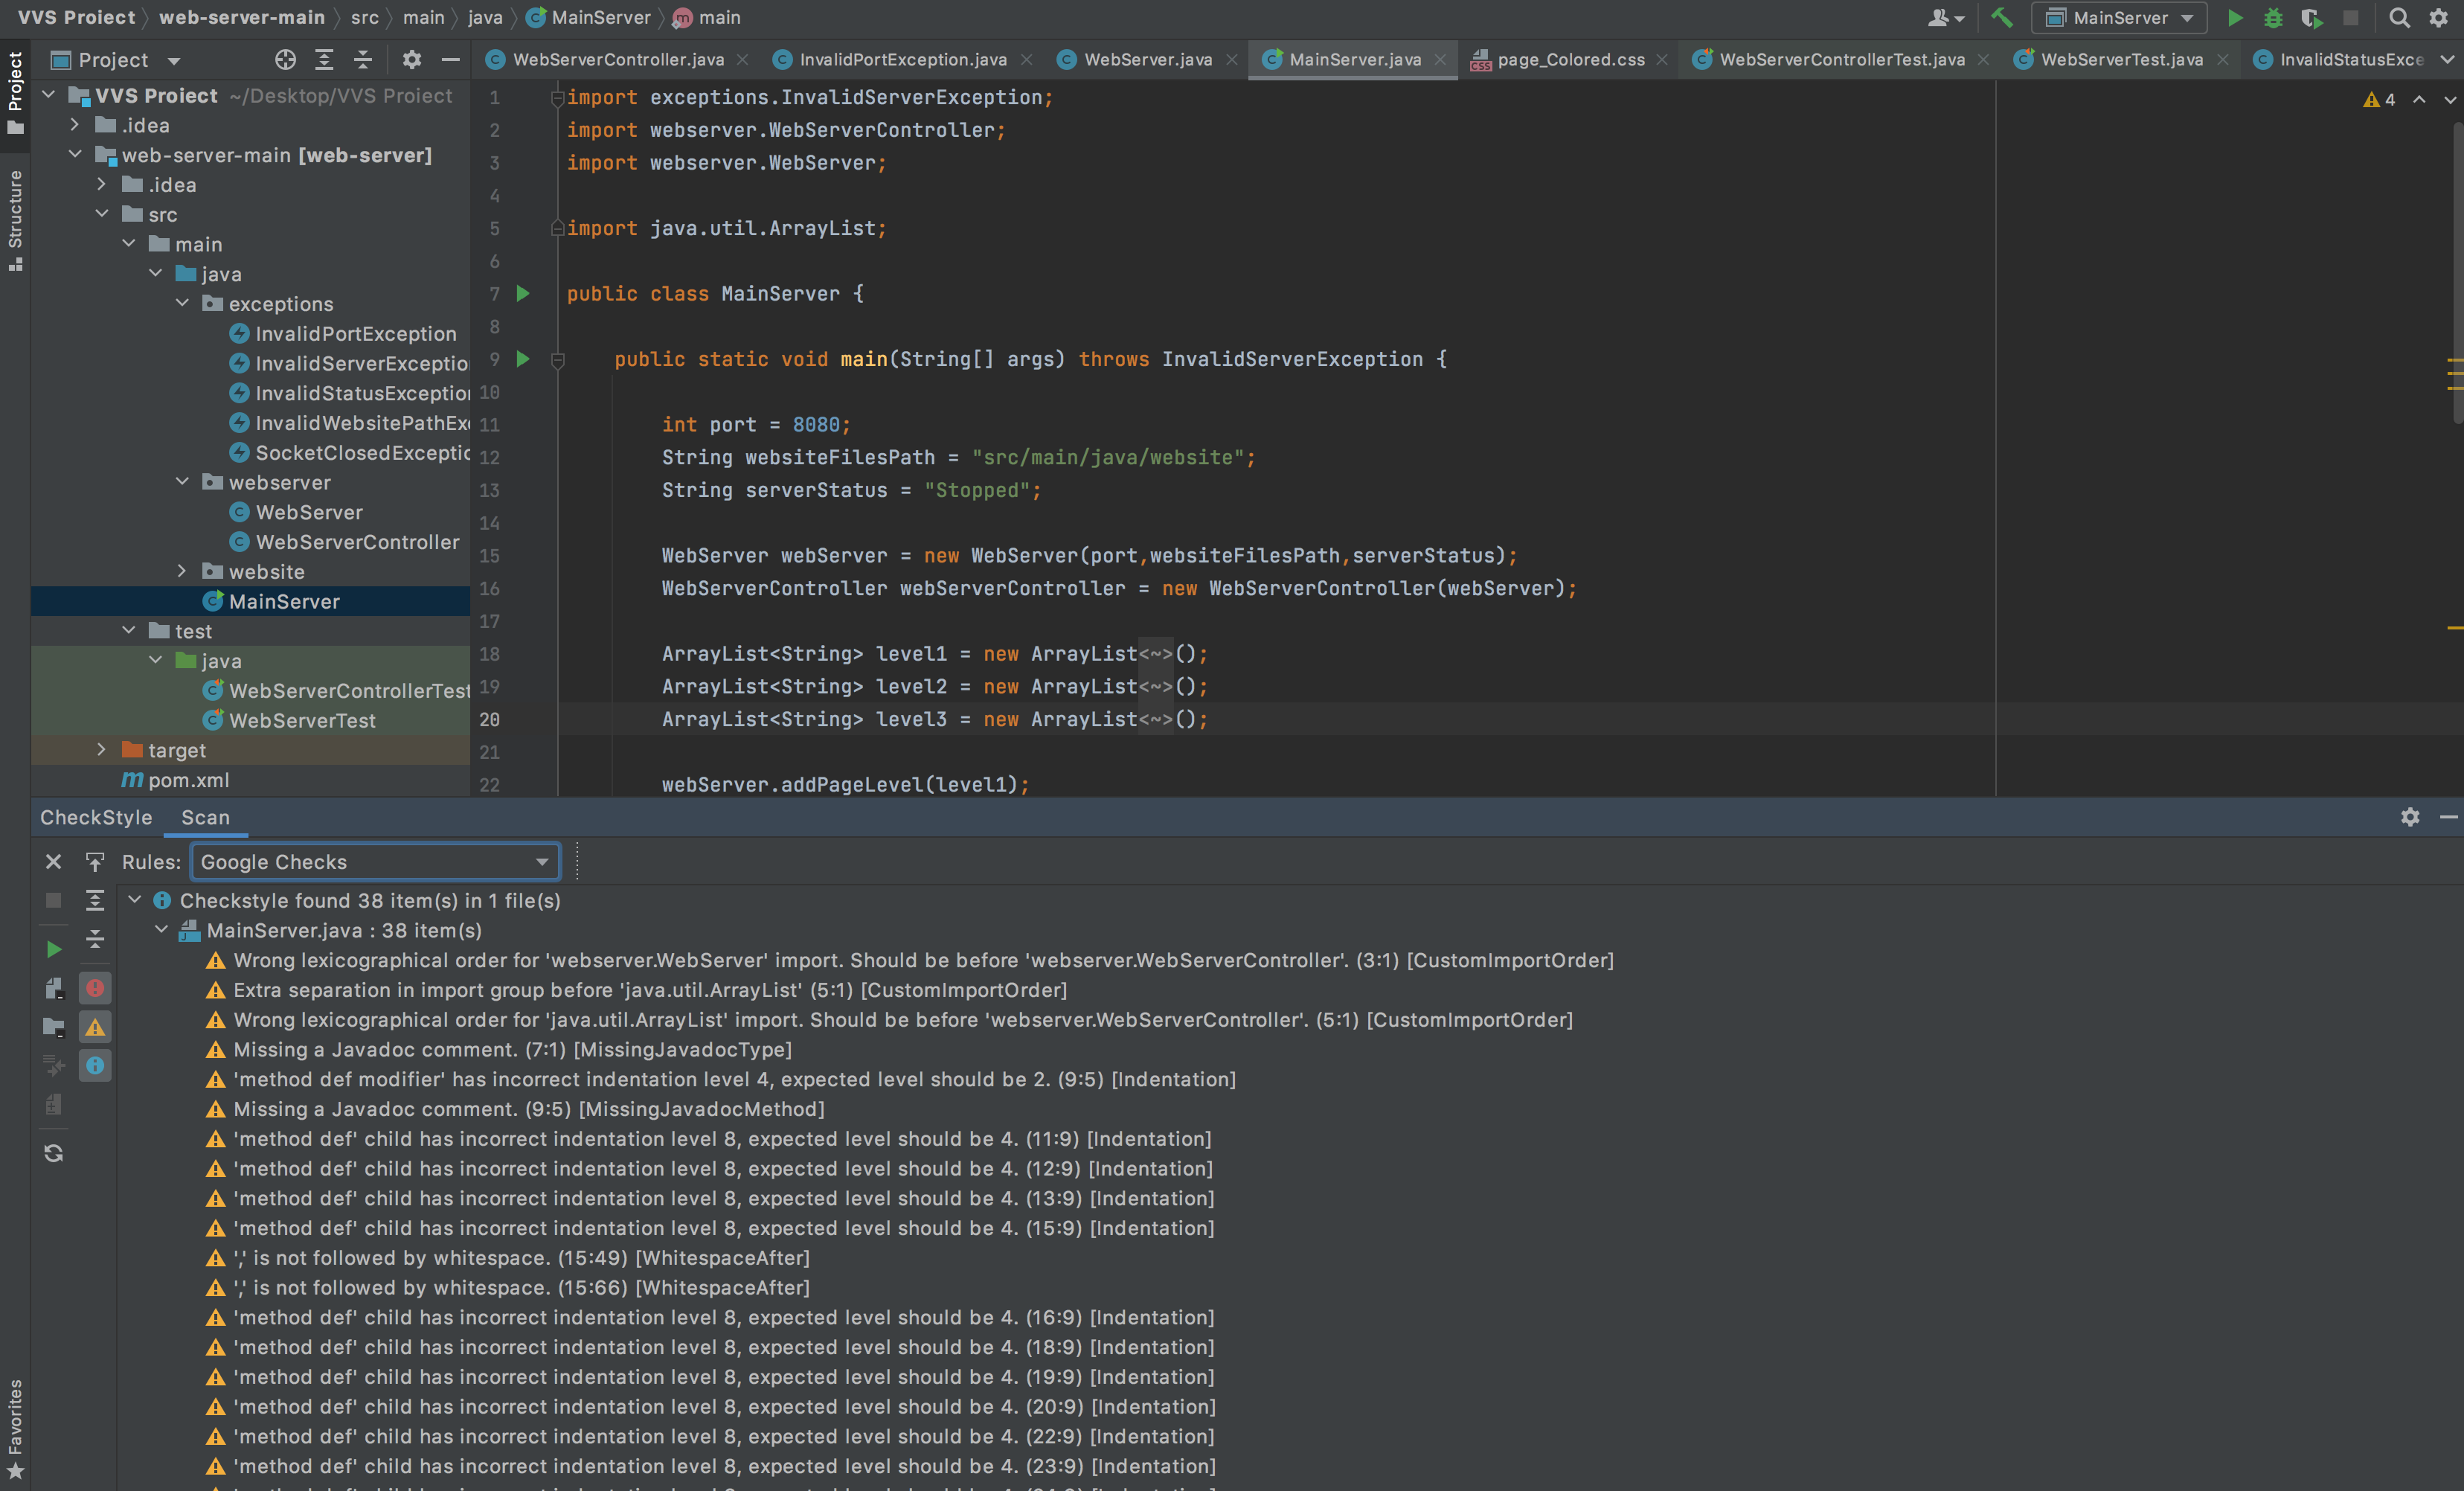 VVS Project
web-server-main
src
main
java
MainServer
main
MainServer
Project
Structure
Favorites
Project
WebServerController.java
InvalidPortException.java
WebServer.java
MainServer.java
page_Colored.css
WebServerControllerTest.java
WebServerTest.java
InvalidStatusExce
VVS Project ~/Desktop/VVS Project
.idea
web-server-main [web-server]
.idea
src
main
java
exceptions
InvalidPortException
InvalidServerExceptio
InvalidStatusExceptio
InvalidWebsitePathExc
SocketClosedExceptic
webserver
WebServer
WebServerController
website
MainServer
test
java
WebServerControllerTest
WebServerTest
target
pom.xml
4
1 import exceptions.InvalidServerException;
2 import webserver.WebServerController;
3 import webserver.WebServer;
4
5 import java.util.ArrayList;
6
7 public class MainServer {
8
9 public static void main(String[] args) throws InvalidServerException {
10
11 int port = 8080;
12 String websiteFilesPath = "src/main/java/website";
13 String serverStatus = "Stopped";
14
15 WebServer webServer = new WebServer(port,websiteFilesPath,serverStatus);
16 WebServerController webServerController = new WebServerController(webServer);
17
18 ArrayList<String> level1 = new ArrayList<~>();
19 ArrayList<String> level2 = new ArrayList<~>();
20 ArrayList<String> level3 = new ArrayList<~>();
21
22 webServer.addPageLevel(level1);
CheckStyle Scan
Rules: Google Checks
Checkstyle found 38 item(s) in 1 file(s)
MainServer.java : 38 item(s)
Wrong lexicographical order for 'webserver.WebServer' import. Should be before 'webserver.WebServerController'. (3:1) [CustomImportOrder]
Extra separation in import group before 'java.util.ArrayList' (5:1) [CustomImportOrder]
Wrong lexicographical order for 'java.util.ArrayList' import. Should be before 'webserver.WebServerController'. (5:1) [CustomImportOrder]
Missing a Javadoc comment. (7:1) [MissingJavadocType]
'method def modifier' has incorrect indentation level 4, expected level should be 2. (9:5) [Indentation]
Missing a Javadoc comment. (9:5) [MissingJavadocMethod]
'method def' child has incorrect indentation level 8, expected level should be 4. (11:9) [Indentation]
'method def' child has incorrect indentation level 8, expected level should be 4. (12:9) [Indentation]
'method def' child has incorrect indentation level 8, expected level should be 4. (13:9) [Indentation]
'method def' child has incorrect indentation level 8, expected level should be 4. (15:9) [Indentation]
',' is not followed by whitespace. (15:49) [WhitespaceAfter]
',' is not followed by whitespace. (15:66) [WhitespaceAfter]
'method def' child has incorrect indentation level 8, expected level should be 4. (16:9) [Indentation]
'method def' child has incorrect indentation level 8, expected level should be 4. (18:9) [Indentation]
'method def' child has incorrect indentation level 8, expected level should be 4. (19:9) [Indentation]
'method def' child has incorrect indentation level 8, expected level should be 4. (20:9) [Indentation]
'method def' child has incorrect indentation level 8, expected level should be 4. (22:9) [Indentation]
'method def' child has incorrect indentation level 8, expected level should be 4. (23:9) [Indentation]